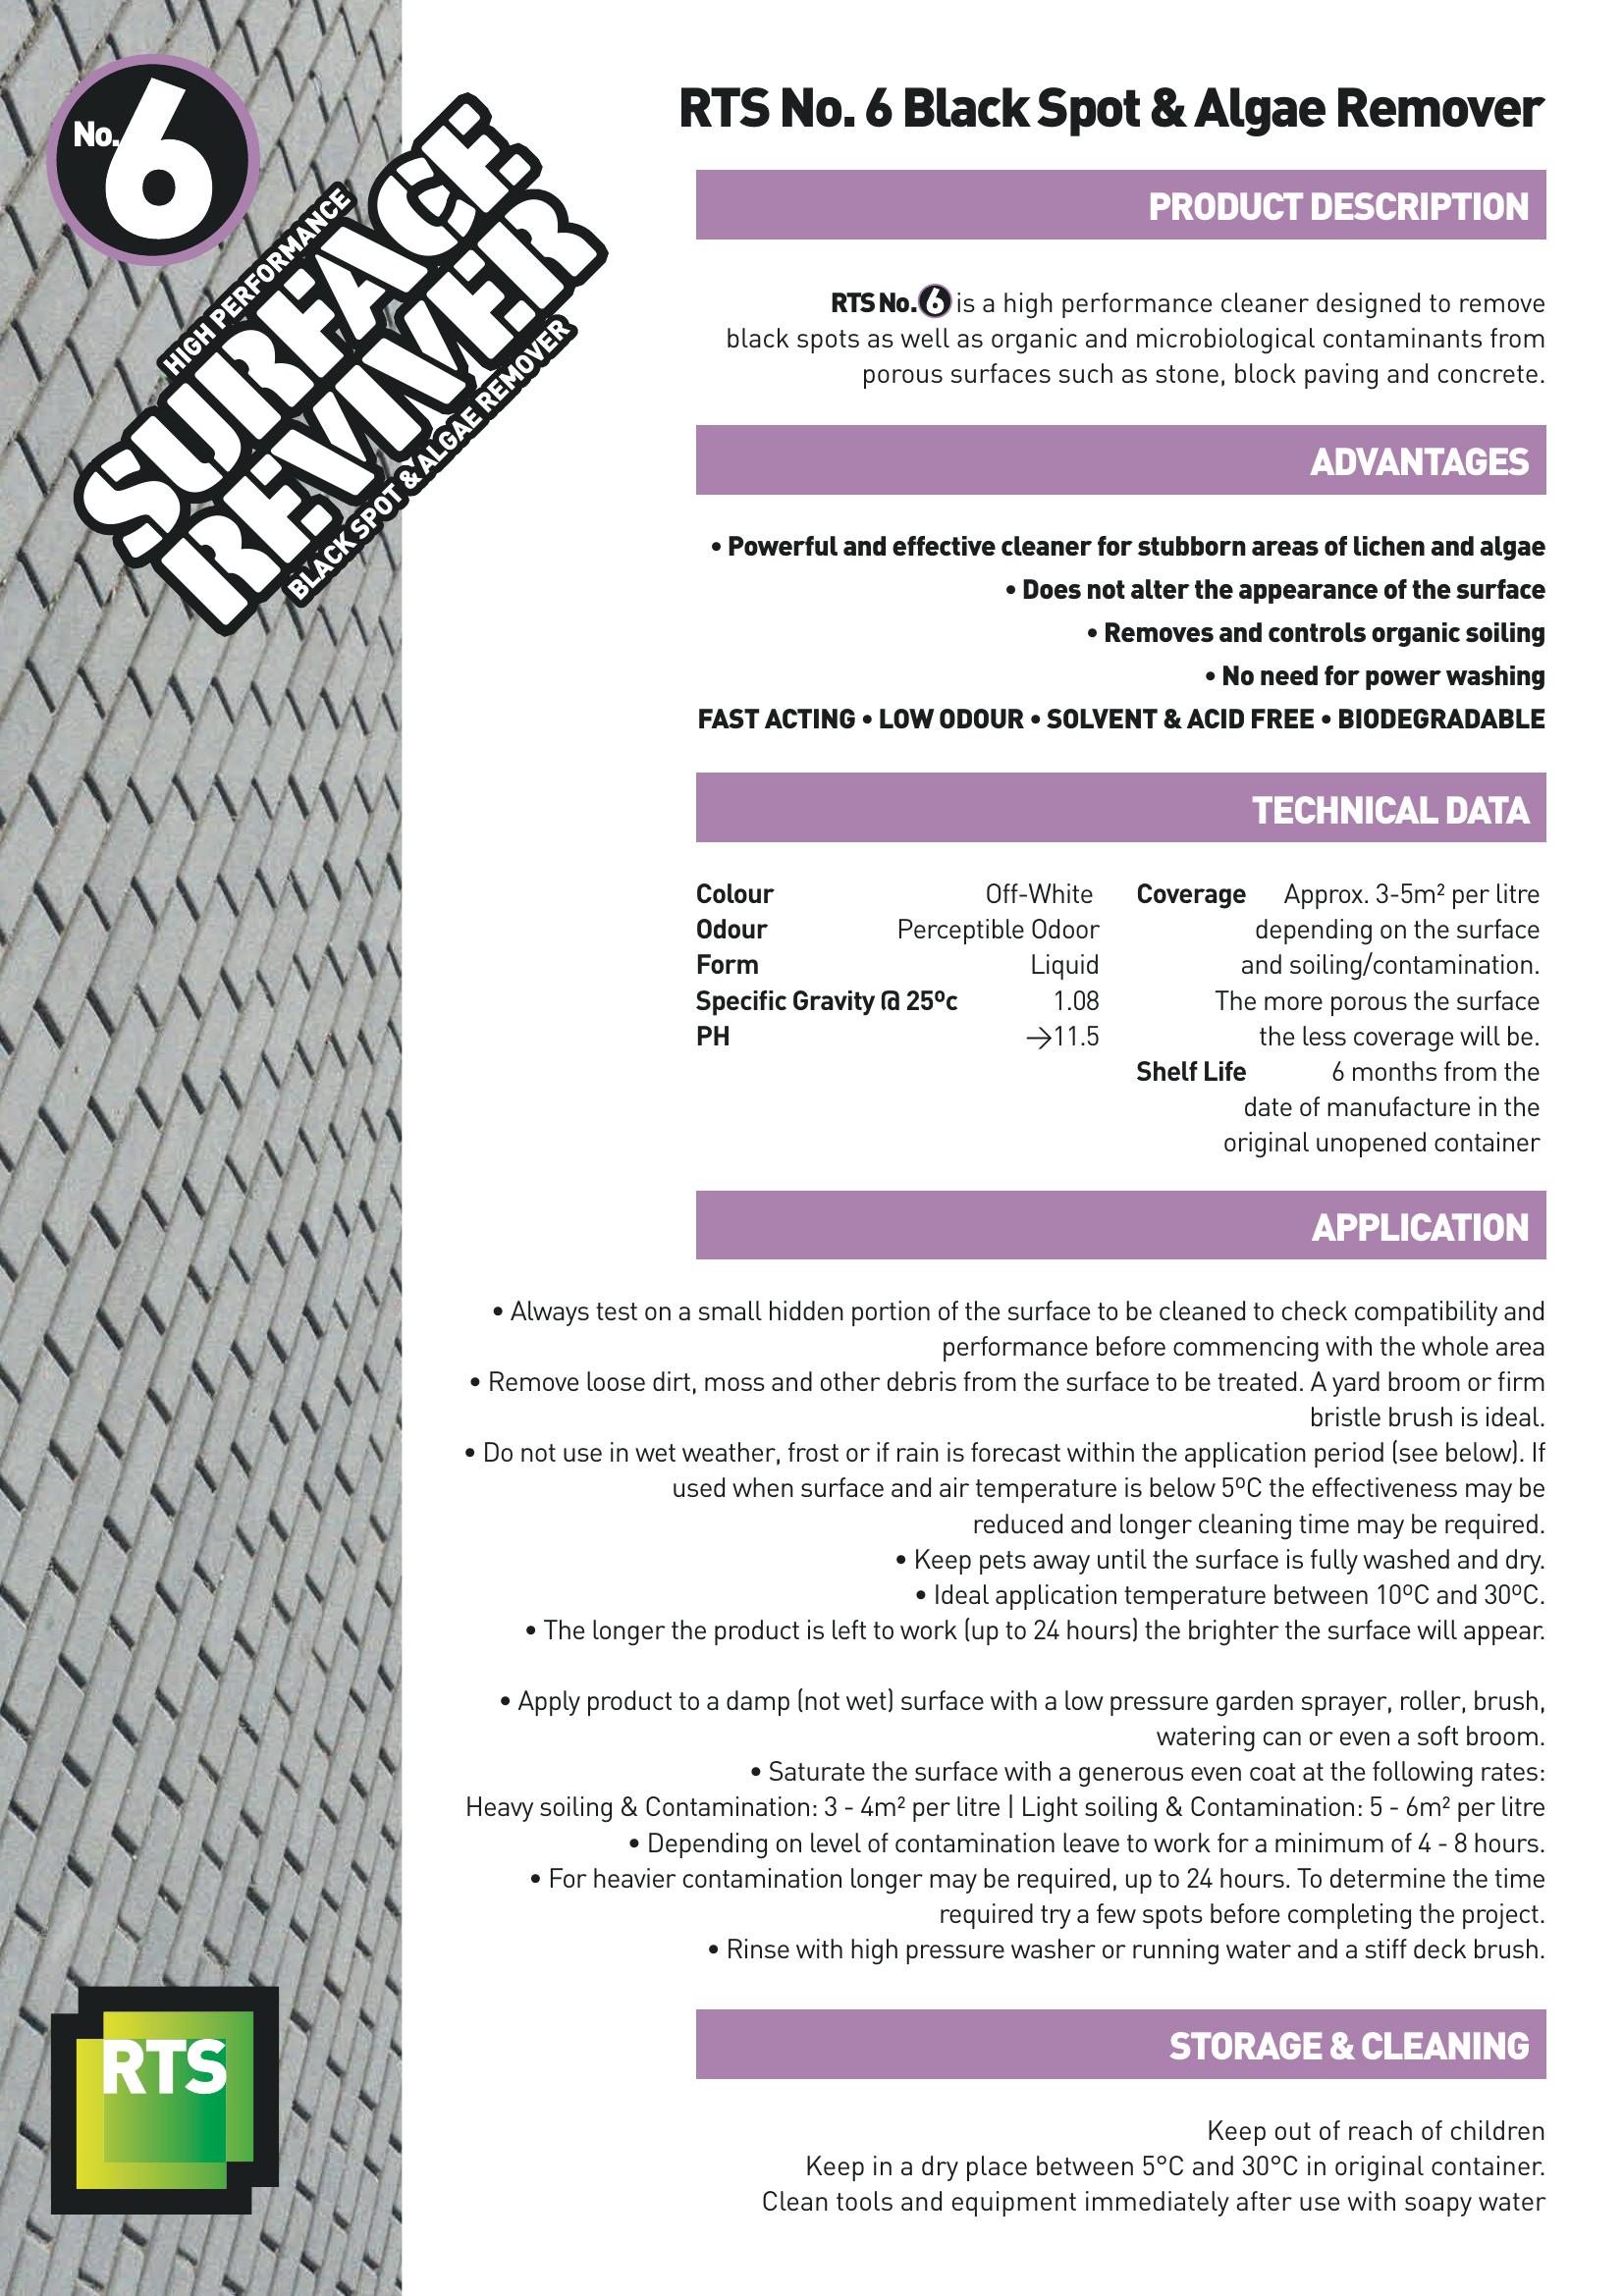 No.6
HIGH PERFORMANCE
SURFACE
REVIVER
BLACK SPOT & ALGAE REMOVER
RTS No. 6 Black Spot & Algae Remover
PRODUCT DESCRIPTION
RTS No. 6 is a high performance cleaner designed to remove
black spots as well as organic and microbiological contaminants from
porous surfaces such as stone, block paving and concrete.
ADVANTAGES
• Powerful and effective cleaner for stubborn areas of lichen and algae
• Does not alter the appearance of the surface
• Removes and controls organic soiling
• No need for power washing
FAST ACTING • LOW ODOUR • SOLVENT & ACID FREE • BIODEGRADABLE
TECHNICAL DATA
Colour Off-White
Odour Perceptible Odoor
Form Liquid
Specific Gravity @ 25ºc 1.08
PH →11.5
Coverage Approx. 3-5m² per litre
depending on the surface
and soiling/contamination.
The more porous the surface
the less coverage will be.
Shelf Life 6 months from the
date of manufacture in the
original unopened container
APPLICATION
• Always test on a small hidden portion of the surface to be cleaned to check compatibility and
performance before commencing with the whole area
• Remove loose dirt, moss and other debris from the surface to be treated. A yard broom or firm
bristle brush is ideal.
• Do not use in wet weather, frost or if rain is forecast within the application period (see below). If
used when surface and air temperature is below 5ºC the effectiveness may be
reduced and longer cleaning time may be required.
• Keep pets away until the surface is fully washed and dry.
• Ideal application temperature between 10ºC and 30ºC.
• The longer the product is left to work (up to 24 hours) the brighter the surface will appear.
• Apply product to a damp (not wet) surface with a low pressure garden sprayer, roller, brush,
watering can or even a soft broom.
• Saturate the surface with a generous even coat at the following rates:
Heavy soiling & Contamination: 3 - 4m² per litre | Light soiling & Contamination: 5 - 6m² per litre
• Depending on level of contamination leave to work for a minimum of 4 - 8 hours.
• For heavier contamination longer may be required, up to 24 hours. To determine the time
required try a few spots before completing the project.
• Rinse with high pressure washer or running water and a stiff deck brush.
STORAGE & CLEANING
Keep out of reach of children
Keep in a dry place between 5°C and 30°C in original container.
Clean tools and equipment immediately after use with soapy water
RTS